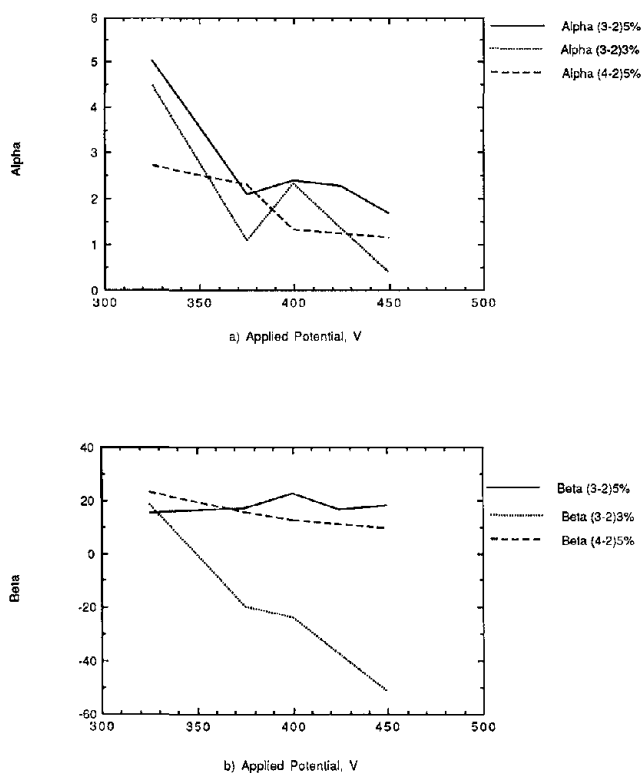 6
5
4
3
2
1
0
Alpha
300 350 400 450 500
a) Applied Potential, V
Alpha (3-2)5%
Alpha (3-2)3%
Alpha (4-2)5%
40
20
0
-20
-40
-60
Beta
300 350 400 450 500
b) Applied Potential, V
Beta (3-2)5%
Beta (3-2)3%
Beta (4-2)5%